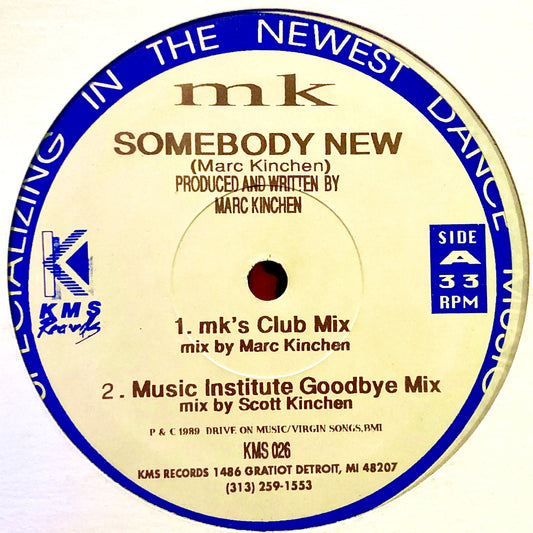 SPECIALIZING IN THE NEWEST DANCE MUSIC
mk
SOMEBODY NEW
(Marc Kinchen)
PRODUCED AND WRITTEN BY
MARC KINCHEN
K
KMS
Records
SIDE
A
33
RPM
1. mk's Club Mix
mix by Marc Kinchen
2. Music Institute Goodbye Mix
mix by Scott Kinchen
P & C 1989 DRIVE ON MUSIC/VIRGIN SONGS,BMI
KMS 026
KMS RECORDS 1486 GRATIOT DETROIT, MI 48207
(313) 259-1553